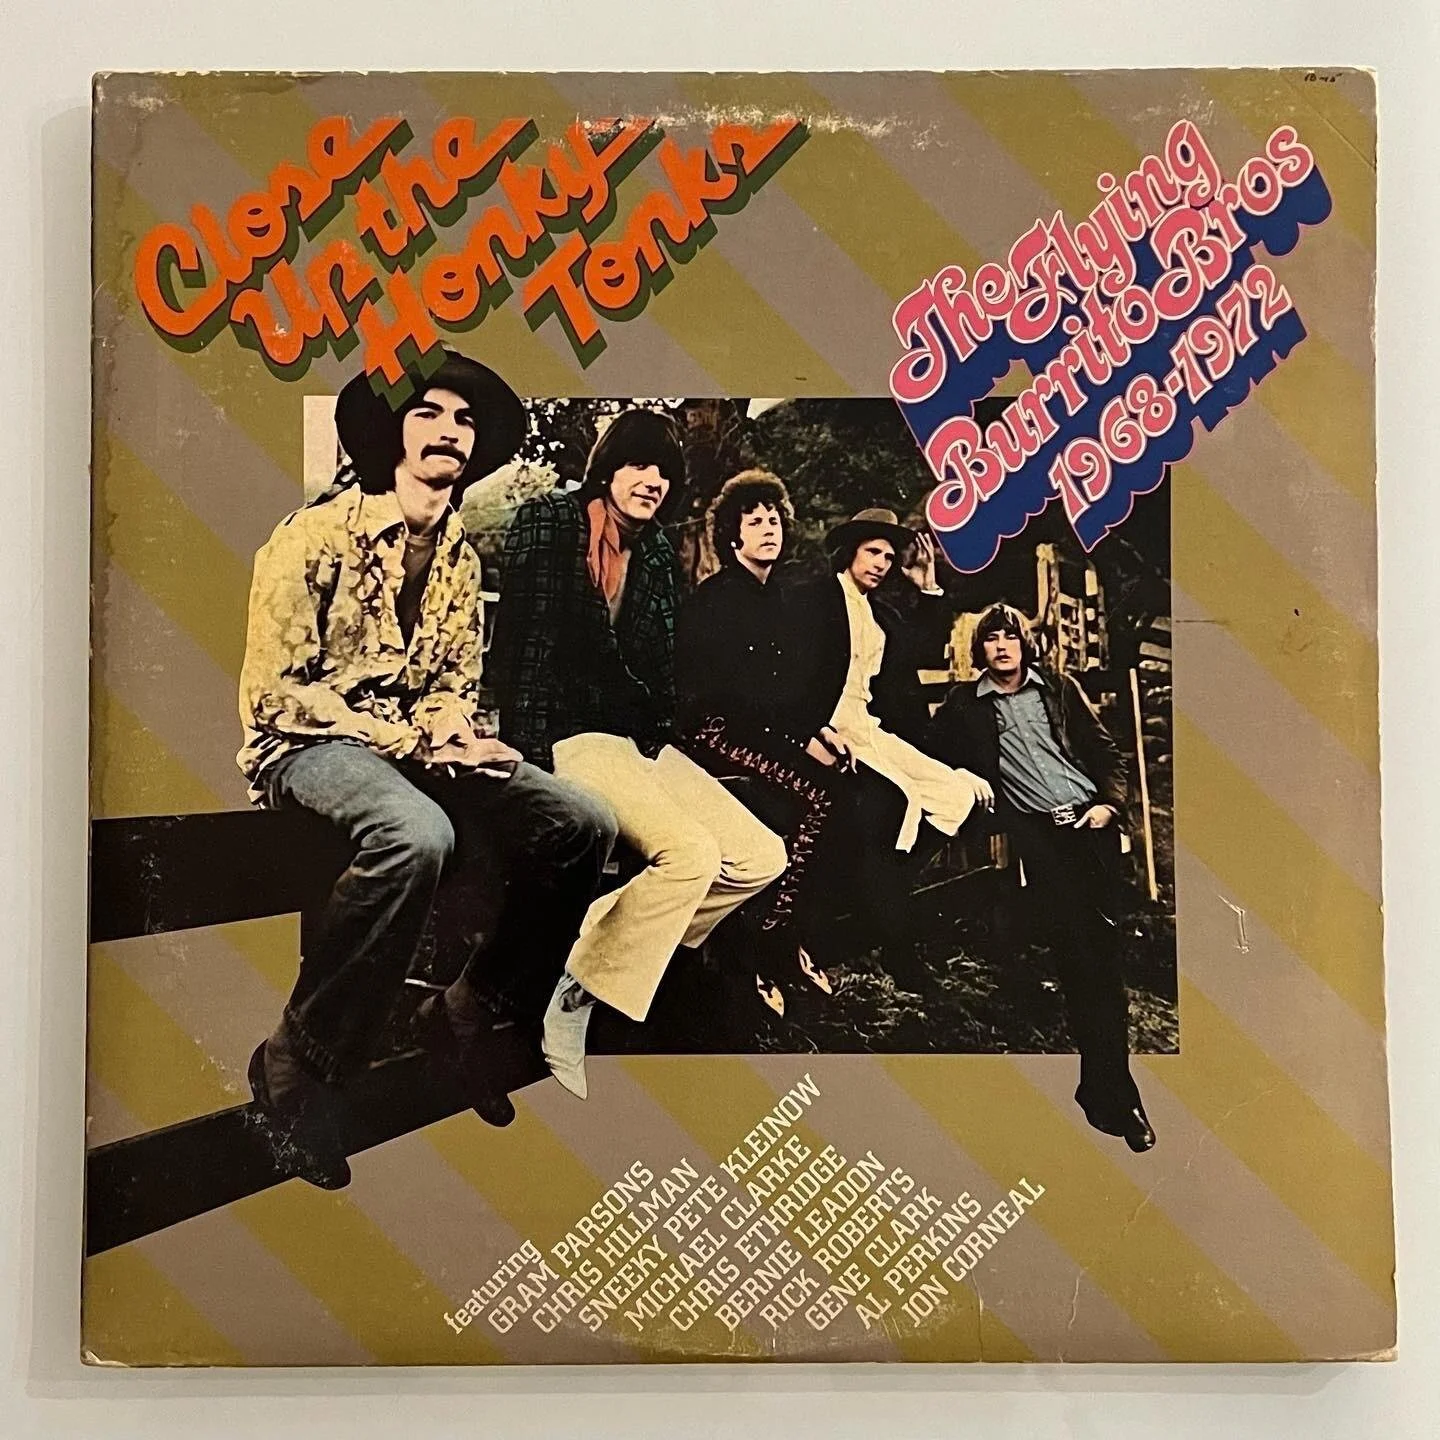 Close
Up the
Honky
Tonks
The Flying
Burrito Bros
1968-1972
featuring
GRAM PARSONS
CHRIS HILLMAN
SNEEKY PETE KLEINOW
MICHAEL CLARKE
CHRIS ETHRIDGE
BERNIE LEADON
RICK ROBERTS
GENE CLARK
AL PERKINS
JON CORNEAL